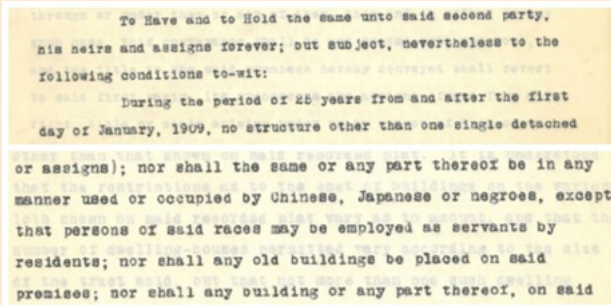 To Have and to Hold the same unto said second party,
his heirs and assigns forever; but subject, nevertheless to the
following conditions to-wit:
During the period of 25 years from and after the first
day of January, 1909, no structure other than one single detached
or assigns); nor shall the same or any part thereof be in any
manner used or occupied by Chinese, Japanese or negroes, except
that persons of said races may be employed as servants by
residents; nor shall any old buildings be placed on said
premises; nor shall any building or any part thereof, on said